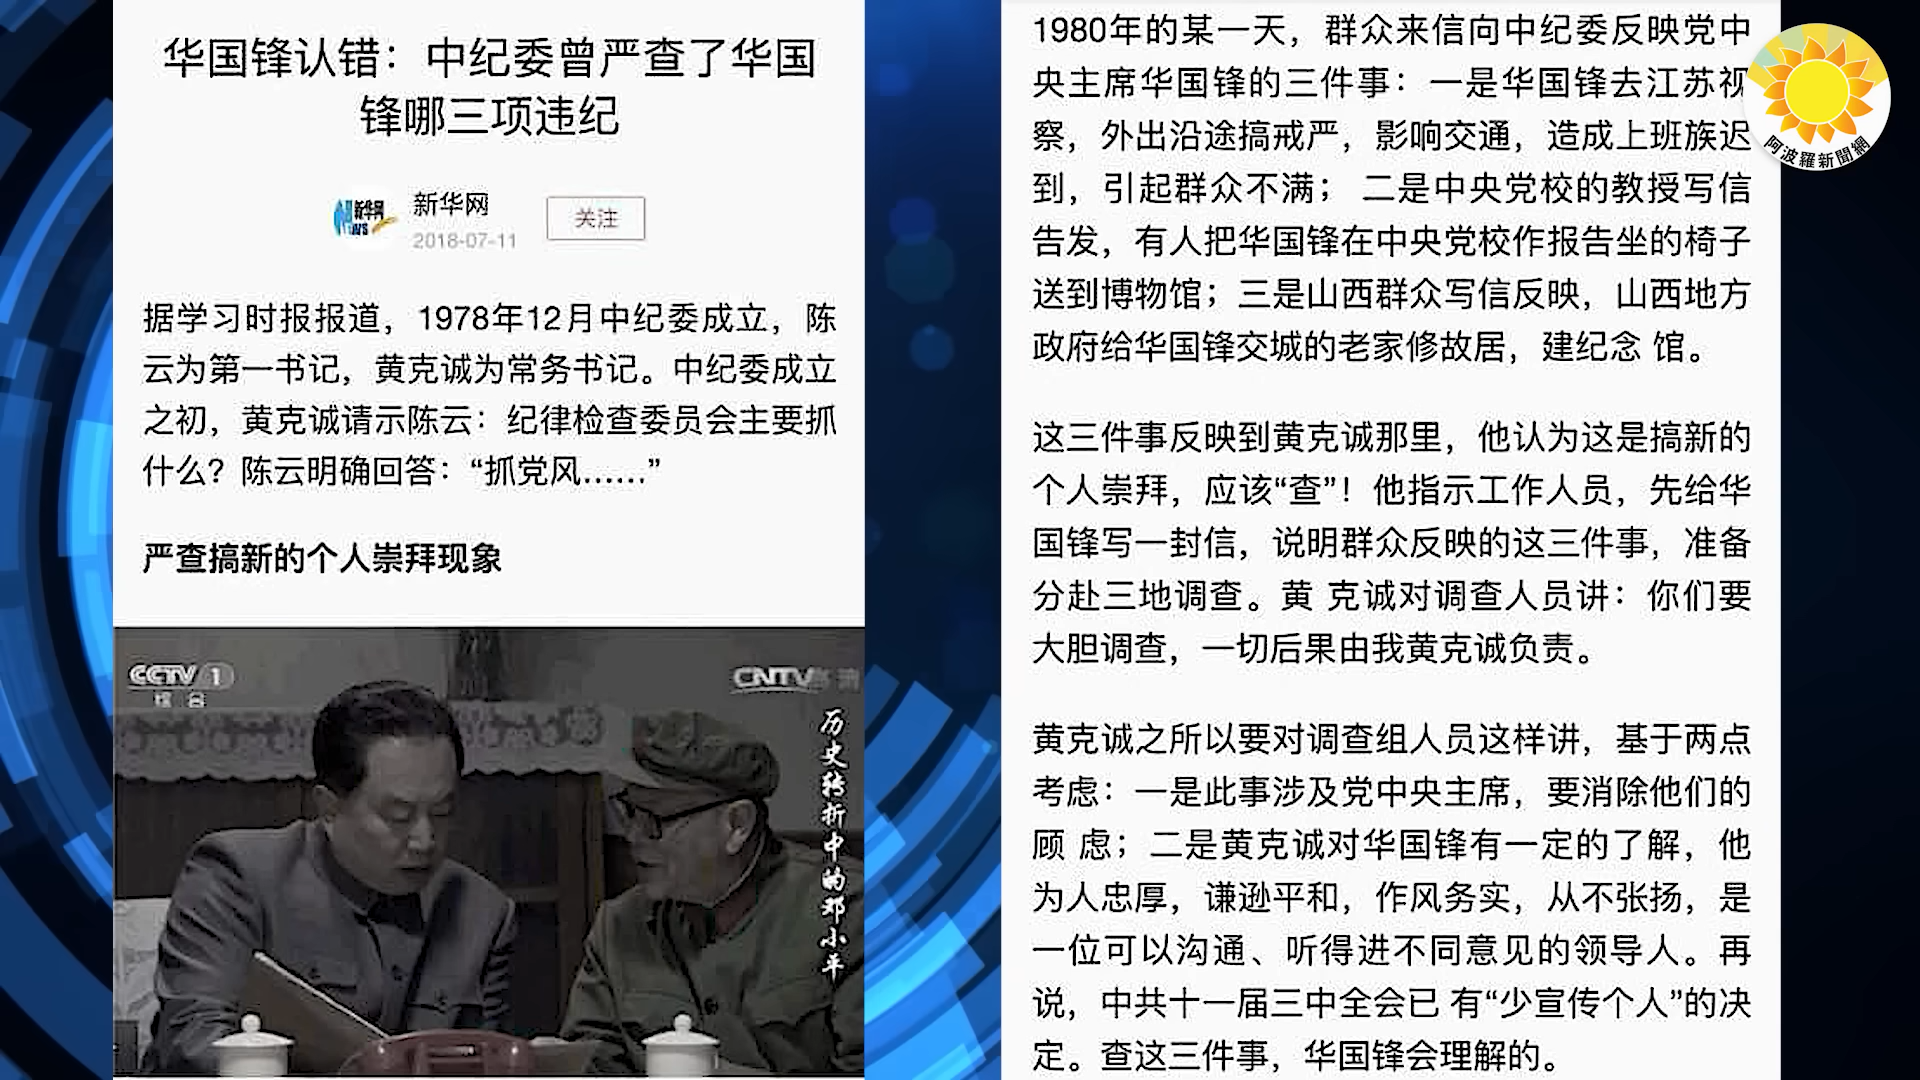 华国锋认错：中纪委曾严查了华国
锋哪三项违纪
新华网
2018-07-11
关注
据学习时报报道，1978年12月中纪委成立，陈
云为第一书记，黄克诚为常务书记。中纪委成立
之初，黄克诚请示陈云：纪律检查委员会主要抓
什么？陈云明确回答：“抓党风……”
严查搞新的个人崇拜现象
CCTV 1
综合
CNTV
历史转折中的邓小平
1980年的某一天，群众来信向中纪委反映党中
央主席华国锋的三件事：一是华国锋去江苏视
察，外出沿途搞戒严，影响交通，造成上班族迟
到，引起群众不满； 二是中央党校的教授写信
告发，有人把华国锋在中央党校作报告坐的椅子
送到博物馆；三是山西群众写信反映，山西地方
政府给华国锋交城的老家修故居，建纪念 馆。
这三件事反映到黄克诚那里，他认为这是搞新的
个人崇拜，应该“查”！他指示工作人员，先给华
国锋写一封信，说明群众反映的这三件事，准备
分赴三地调查。黄 克诚对调查人员讲：你们要
大胆调查，一切后果由我黄克诚负责。
黄克诚之所以要对调查组人员这样讲，基于两点
考虑：一是此事涉及党中央主席，要消除他们的
顾 虑；二是黄克诚对华国锋有一定的了解，他
为人忠厚，谦逊平和，作风务实，从不张扬，是
一位可以沟通、听得进不同意见的领导人。再
说，中共十一届三中全会已 有“少宣传个人”的决
定。查这三件事，华国锋会理解的。
阿波羅新聞網